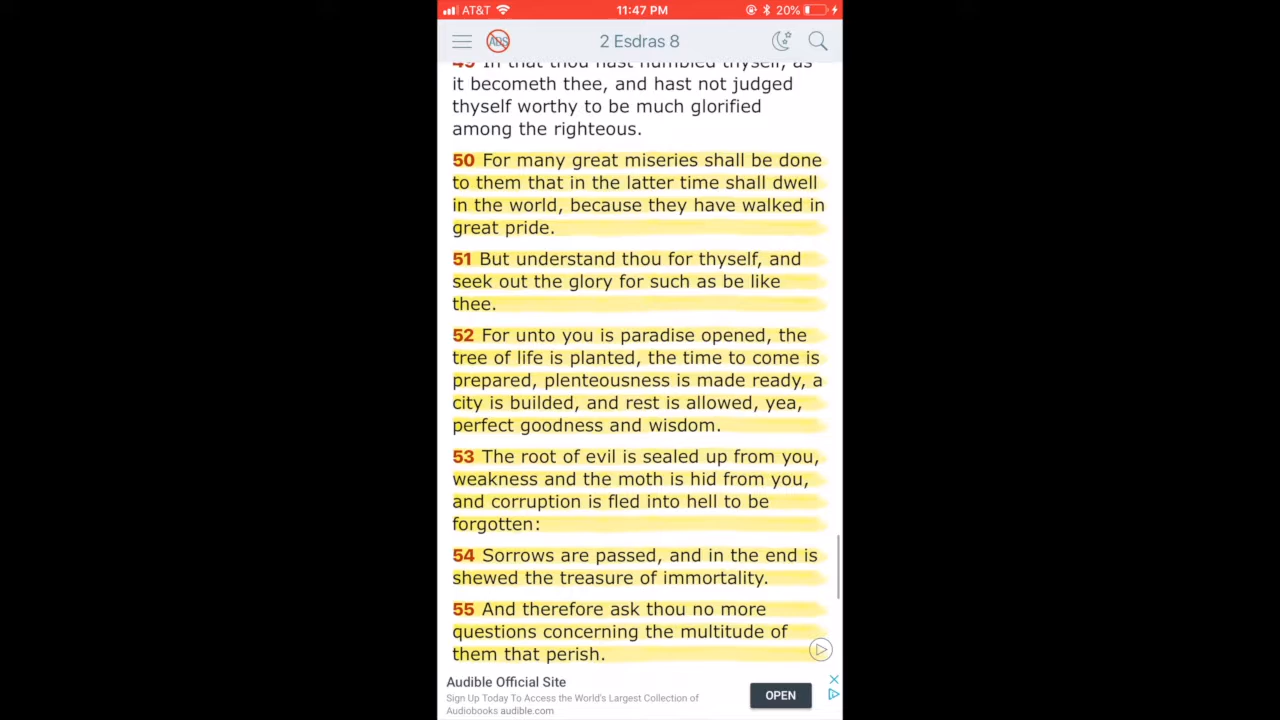 AT&T 11:47 PM 20%
ADS 2 Esdras 8
49 In that thou hast humbled thyself, as
it becometh thee, and hast not judged
thyself worthy to be much glorified
among the righteous.
50 For many great miseries shall be done
to them that in the latter time shall dwell
in the world, because they have walked in
great pride.
51 But understand thou for thyself, and
seek out the glory for such as be like
thee.
52 For unto you is paradise opened, the
tree of life is planted, the time to come is
prepared, plenteousness is made ready, a
city is builded, and rest is allowed, yea,
perfect goodness and wisdom.
53 The root of evil is sealed up from you,
weakness and the moth is hid from you,
and corruption is fled into hell to be
forgotten:
54 Sorrows are passed, and in the end is
shewed the treasure of immortality.
55 And therefore ask thou no more
questions concerning the multitude of
them that perish.
Audible Official Site
Sign Up Today To Access the World's Largest Collection of
Audiobooks audible.com
OPEN